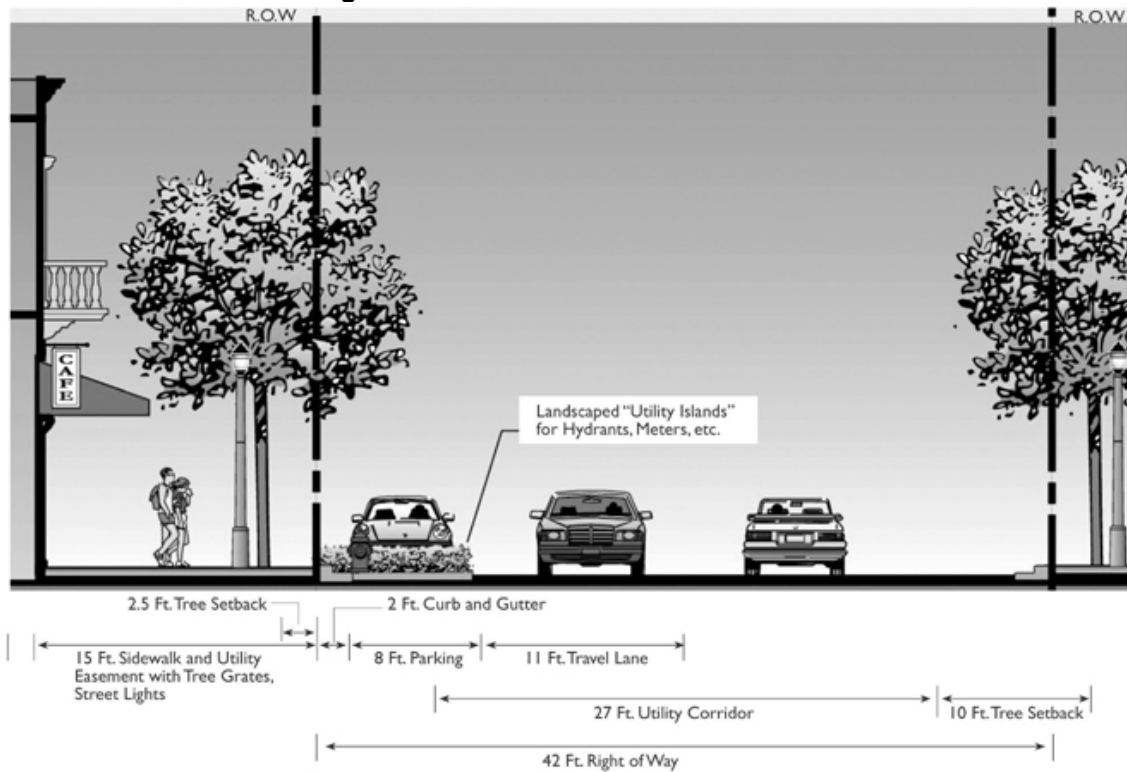 R.O.W
R.O.W
CAFE
Landscaped “Utility Islands”
for Hydrants, Meters, etc.
2.5 Ft. Tree Setback
2 Ft. Curb and Gutter
15 Ft. Sidewalk and Utility
Easement with Tree Grates,
Street Lights
8 Ft. Parking
11 Ft. Travel Lane
27 Ft. Utility Corridor
10 Ft. Tree Setback
42 Ft. Right of Way